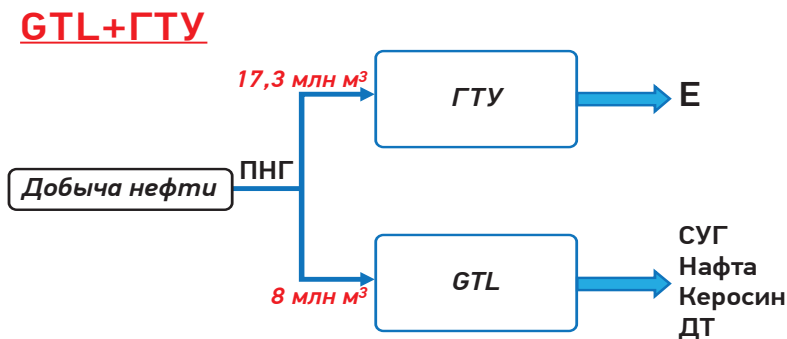 GTL+ГТУ
17,3 млн м³
ГТУ
E
ПНГ
Добыча нефти
8 млн м³
GTL
СУГ
Нафта
Керосин
ДТ